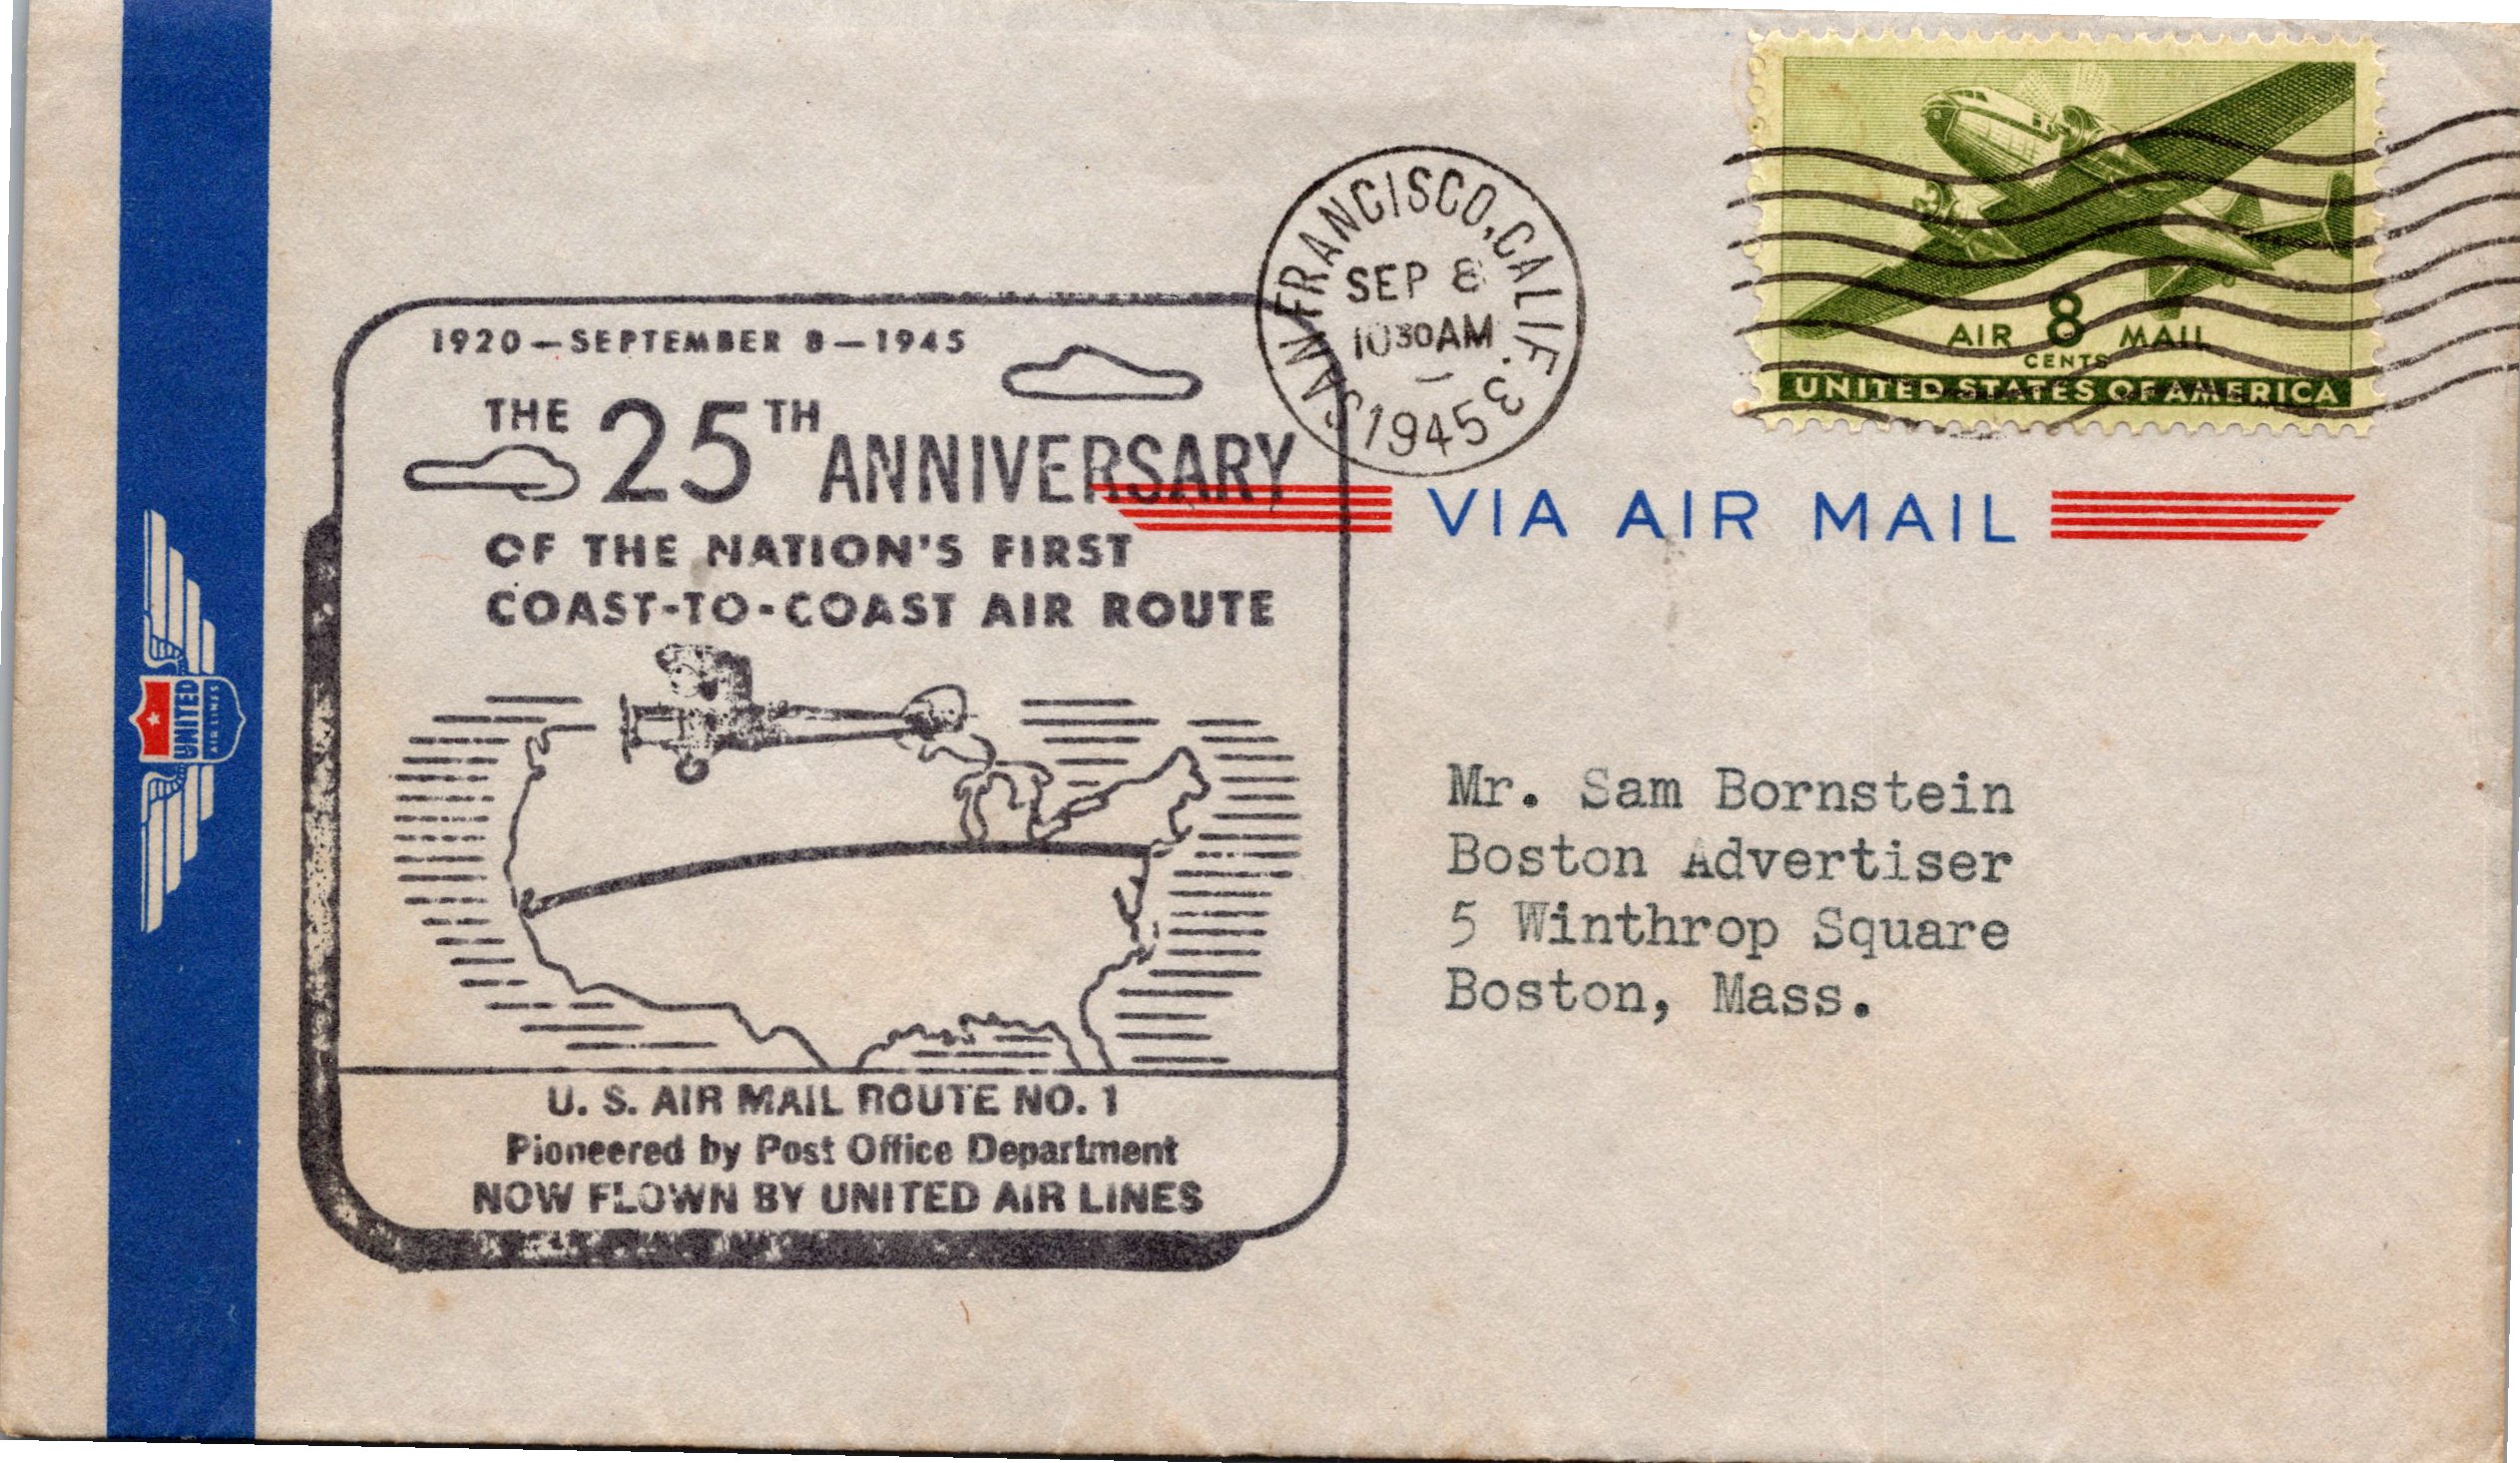 1920—SEPTEMBER 8—1945
THE 25TH
ANNIVERSARY
OF THE NATION'S FIRST
COAST-TO-COAST AIR ROUTE
U. S. AIR MAIL ROUTE NO. 1
Pioneered by Post Office Department
NOW FLOWN BY UNITED AIR LINES
UNITED
AIR LINES
SAN FRANCISCO, CALIF. 3
SEP 8
1030AM
1945
AIR 8 MAIL
CENTS
UNITED STATES OF AMERICA
VIA AIR MAIL
Mr. Sam Bornstein
Boston Advertiser
5 Winthrop Square
Boston, Mass.